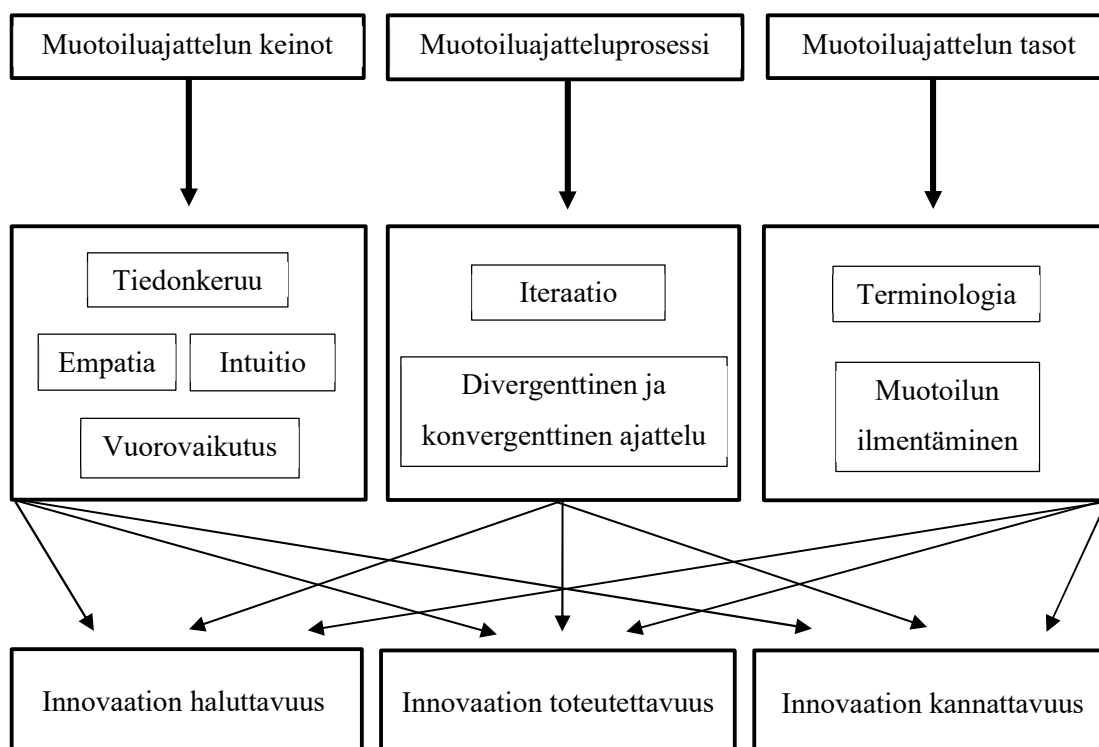 Muotoiluajattelun keinot
Muotoiluajatteluprosessi
Muotoiluajattelun tasot
Tiedonkeruu
Empatia
Intuitio
Vuorovaikutus
Iteraatio
Divergenttinen ja
konvergenttinen ajattelu
Terminologia
Muotoilun
ilmentäminen
Innovaation haluttavuus
Innovaation toteutettavuus
Innovaation kannattavuus